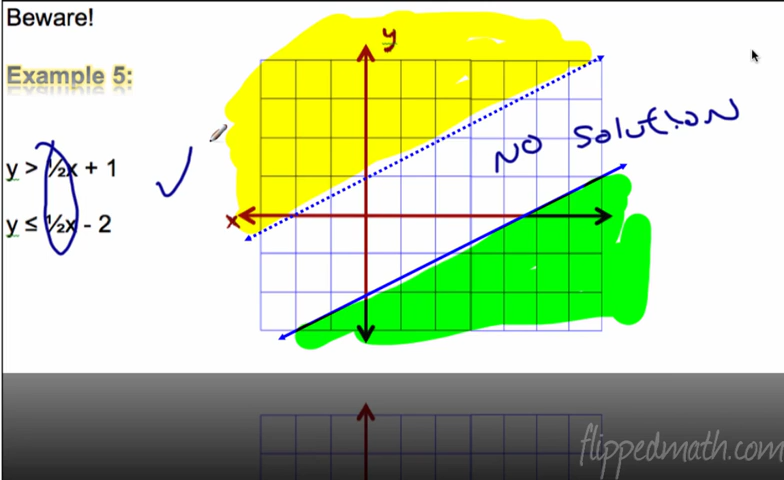 Beware!
y
Example 5:
NO Solution
y > ½x + 1
y ≤ ½x - 2
x
flippedmath.com